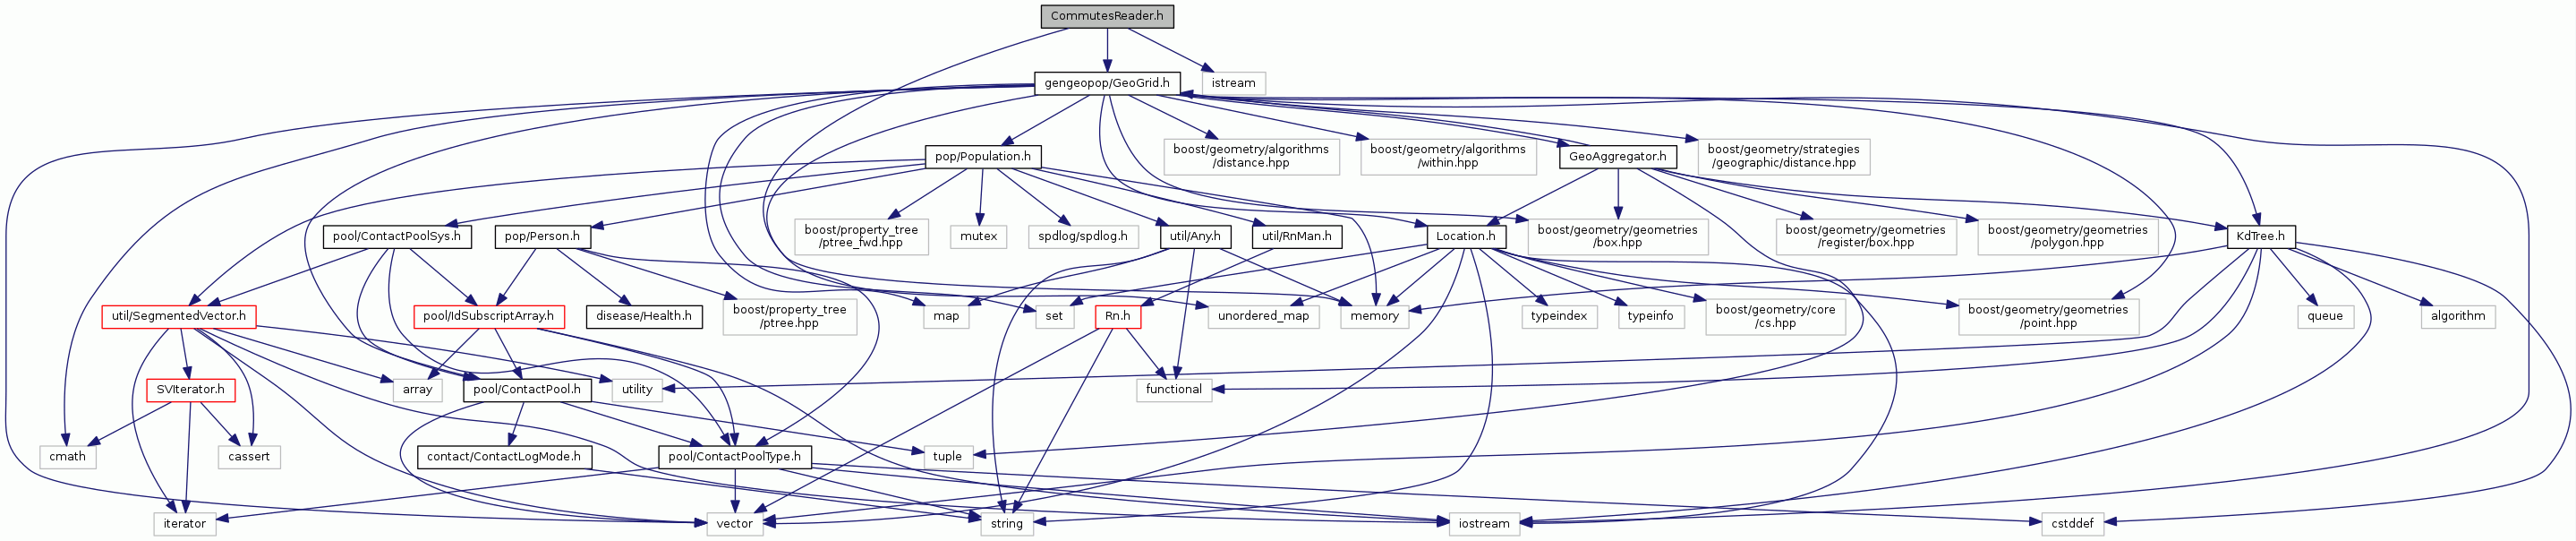 CommutesReader.h
gengeopop/GeoGrid.h
istream
pop/Population.h
boost/geometry/algorithms
/distance.hpp
boost/geometry/algorithms
/within.hpp
GeoAggregator.h
boost/geometry/strategies
/geographic/distance.hpp
pool/ContactPoolSys.h
pop/Person.h
boost/property_tree
/ptree_fwd.hpp
mutex
spdlog/spdlog.h
util/Any.h
util/RnMan.h
Location.h
boost/geometry/geometries
/box.hpp
boost/geometry/geometries
/register/box.hpp
boost/geometry/geometries
/polygon.hpp
KdTree.h
util/SegmentedVector.h
pool/IdSubscriptArray.h
disease/Health.h
boost/property_tree
/ptree.hpp
map
set
Rn.h
unordered_map
memory
typeindex
typeinfo
boost/geometry/core
/cs.hpp
boost/geometry/geometries
/point.hpp
queue
algorithm
SVIterator.h
array
pool/ContactPool.h
utility
functional
cmath
cassert
contact/ContactLogMode.h
pool/ContactPoolType.h
tuple
iterator
vector
string
iostream
cstddef